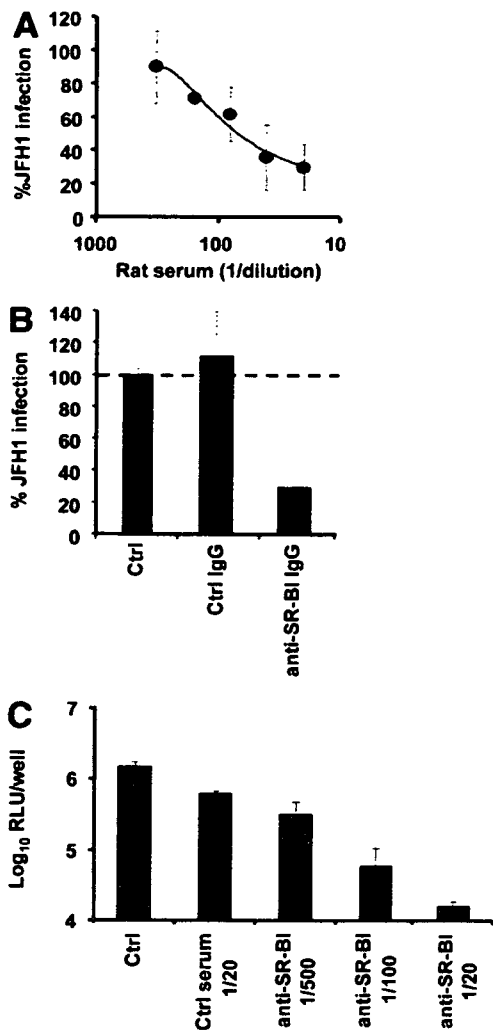 A
%JFH1 infection
120
100
80
60
40
20
0
1000
100
10
Rat serum (1/dilution)
B
% JFH1 infection
140
120
100
80
60
40
20
0
Ctrl
Ctrl IgG
anti-SR-BI IgG
C
Log10 RLU/well
7
6
5
4
Ctrl
Ctrl serum
1/20
anti-SR-BI
1/500
anti-SR-BI
1/100
anti-SR-BI
1/20